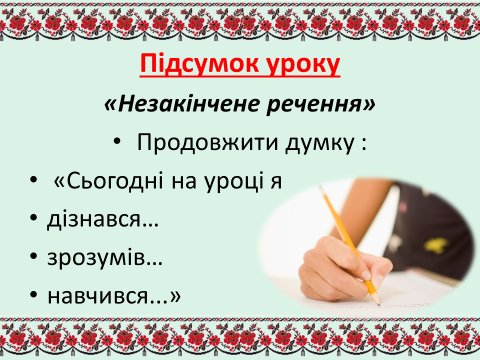 Підсумок уроку
«Незакінчене речення»
• Продовжити думку :
• «Сьогодні на уроці я
• дізнався…
• зрозумів…
• навчився...»